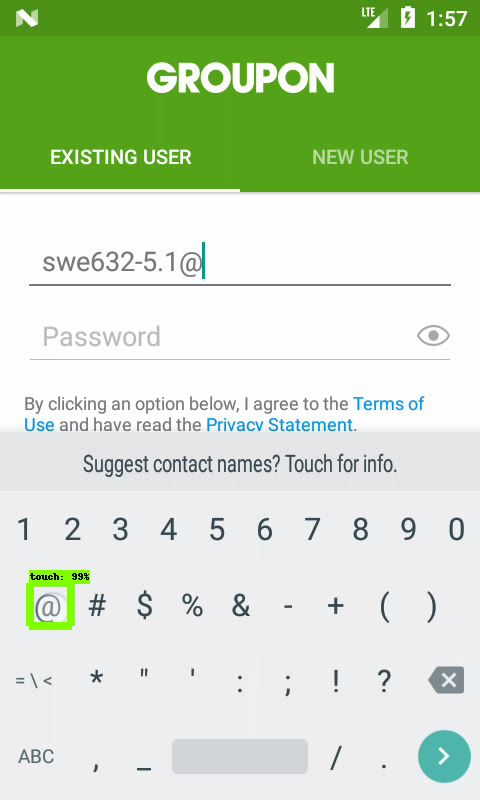 LTE 1:57
GROUPON
EXISTING USER NEW USER
swe632-5.1@
Password
By clicking an option below, I agree to the Terms of
Use and have read the Privacy Statement.
Suggest contact names? Touch for info.
1 2 3 4 5 6 7 8 9 0
touch: 99%
@ # $ % & - + ( )
= \ < * " ' : ; ! ?
ABC , _ / .